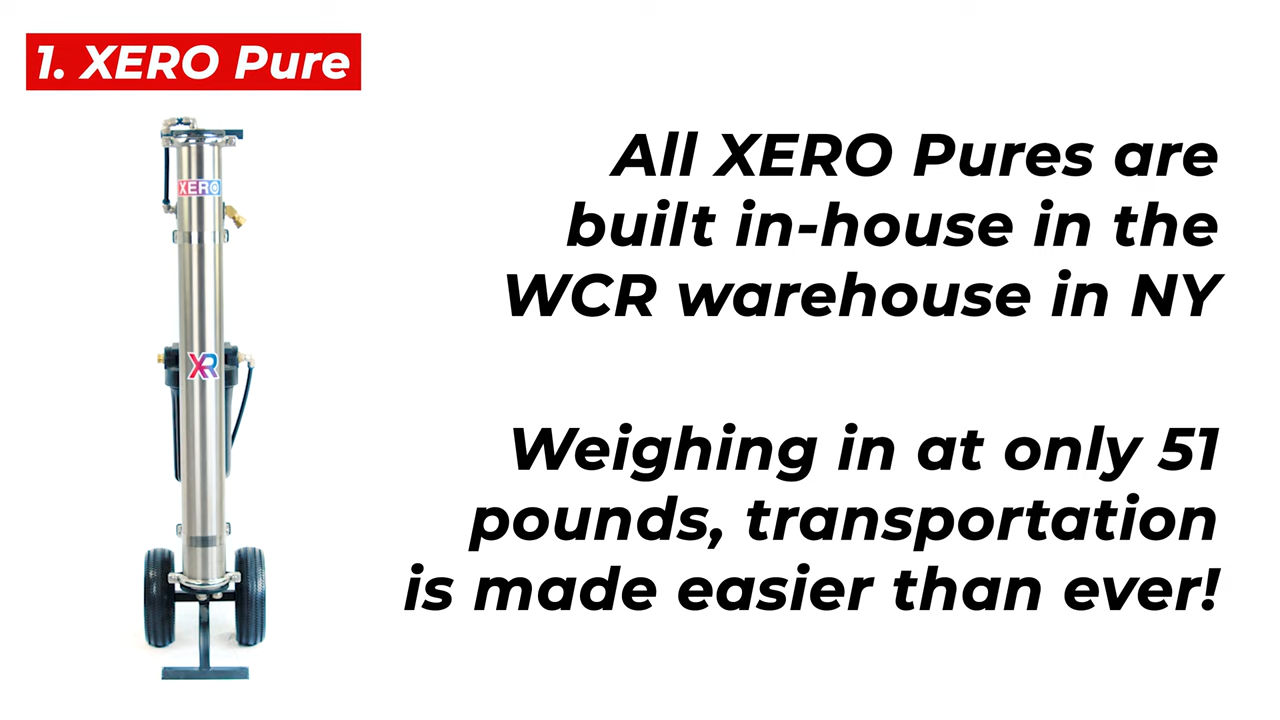 1. XERO Pure
XERO
XR
All XERO Pures are
built in-house in the
WCR warehouse in NY
Weighing in at only 51
pounds, transportation
is made easier than ever!